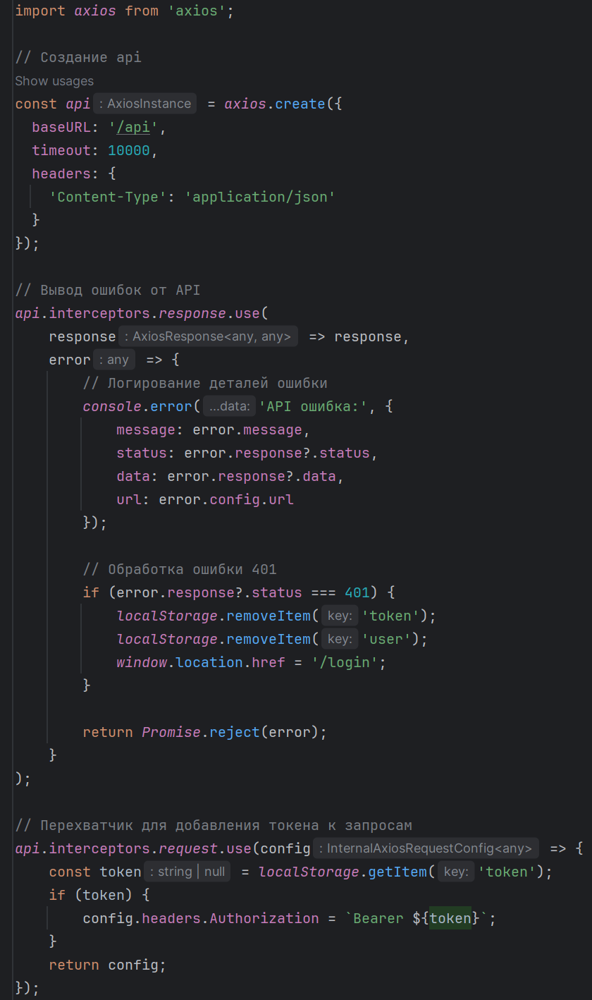 import axios from 'axios';
// Создание api
Show usages
const api : AxiosInstance = axios.create({
  baseURL: '/api',
  timeout: 10000,
  headers: {
    'Content-Type': 'application/json'
  }
});
// Вывод ошибок от API
api.interceptors.response.use(
    response : AxiosResponse<any, any> => response,
    error : any => {
        // Логирование деталей ошибки
        console.error( ...data: 'API ошибка:', {
            message: error.message,
            status: error.response?.status,
            data: error.response?.data,
            url: error.config.url
        });
        // Обработка ошибки 401
        if (error.response?.status === 401) {
            localStorage.removeItem( key: 'token');
            localStorage.removeItem( key: 'user');
            window.location.href = '/login';
        }
        return Promise.reject(error);
    }
);
// Перехватчик для добавления токена к запросам
api.interceptors.request.use(config : InternalAxiosRequestConfig<any> => {
    const token : string | null = localStorage.getItem( key: 'token');
    if (token) {
        config.headers.Authorization = `Bearer ${token}`;
    }
    return config;
});